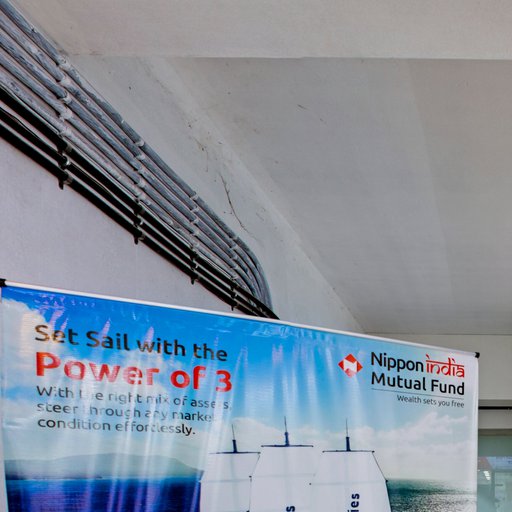 Set Sail with the
Power of 3
With the right mix of assets,
steer through any market
condition effortlessly.
Nippon india
Mutual Fund
Wealth sets you free